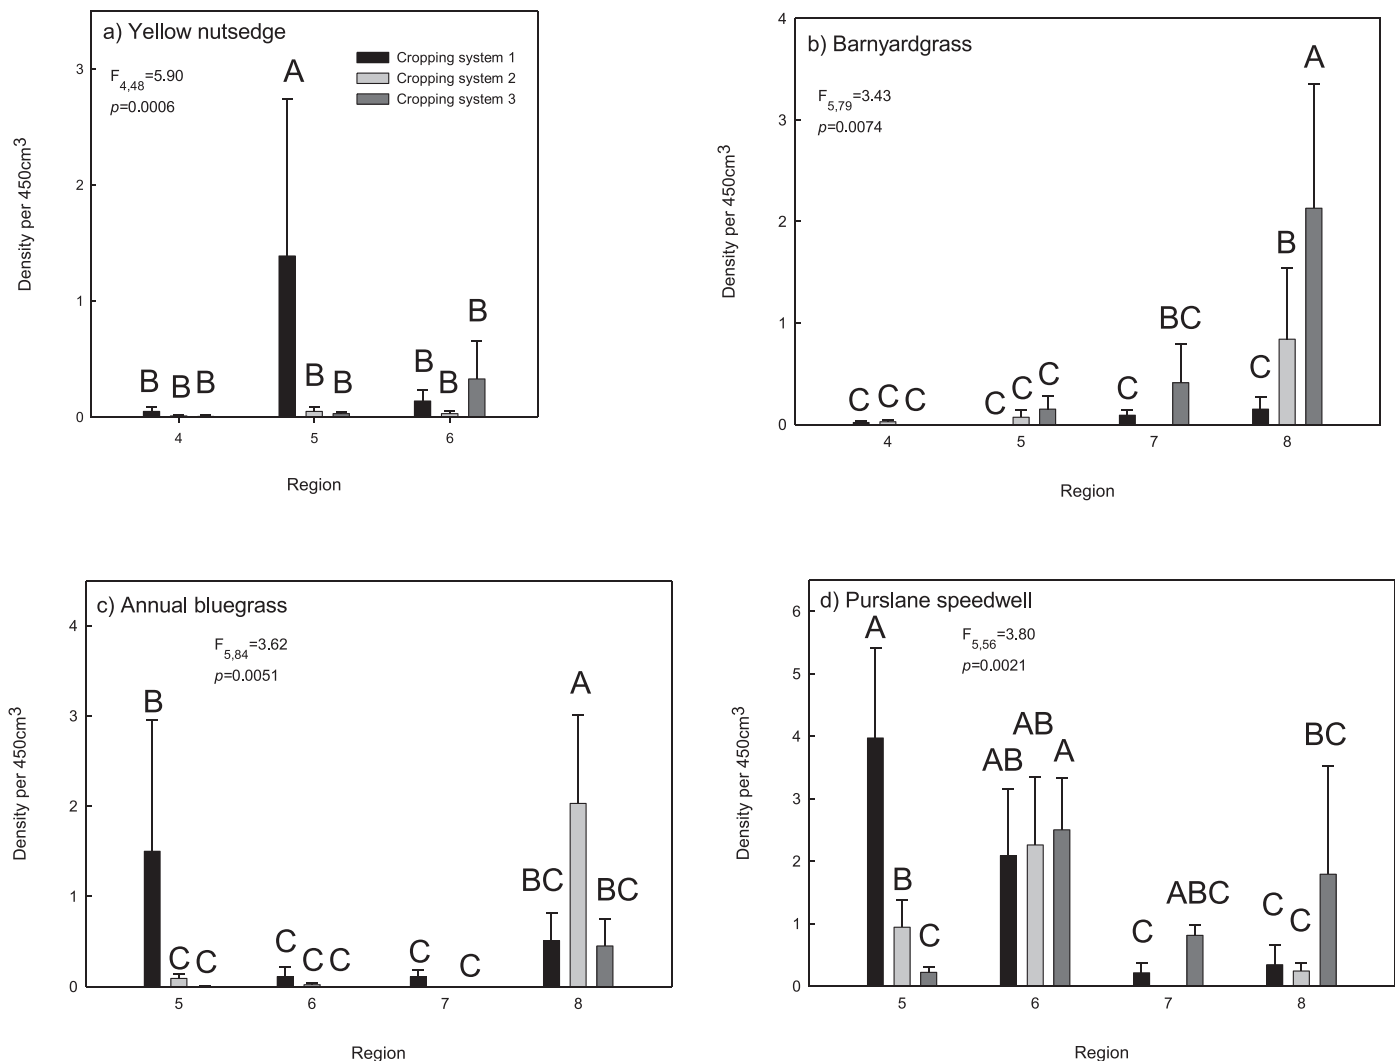 a) Yellow nutsedge
F4,48=5.90
p=0.0006
Cropping system 1
Cropping system 2
Cropping system 3
Density per 450cm3
3
2
1
0
A
B
B
B
B
B
B
B
B
4
5
6
Region
b) Barnyardgrass
F5,79=3.43
p=0.0074
Density per 450cm3
4
3
2
1
0
C
C
C
C
C
C
C
BC
C
B
A
4
5
7
8
Region
c) Annual bluegrass
F5,84=3.62
p=0.0051
Density per 450cm3
4
3
2
1
0
B
C
C
C
C
C
C
C
BC
A
BC
5
6
7
8
Region
d) Purslane speedwell
F5,56=3.80
p=0.0021
Density per 450cm3
6
5
4
3
2
1
0
A
B
C
AB
AB
A
C
ABC
C
C
BC
5
6
7
8
Region